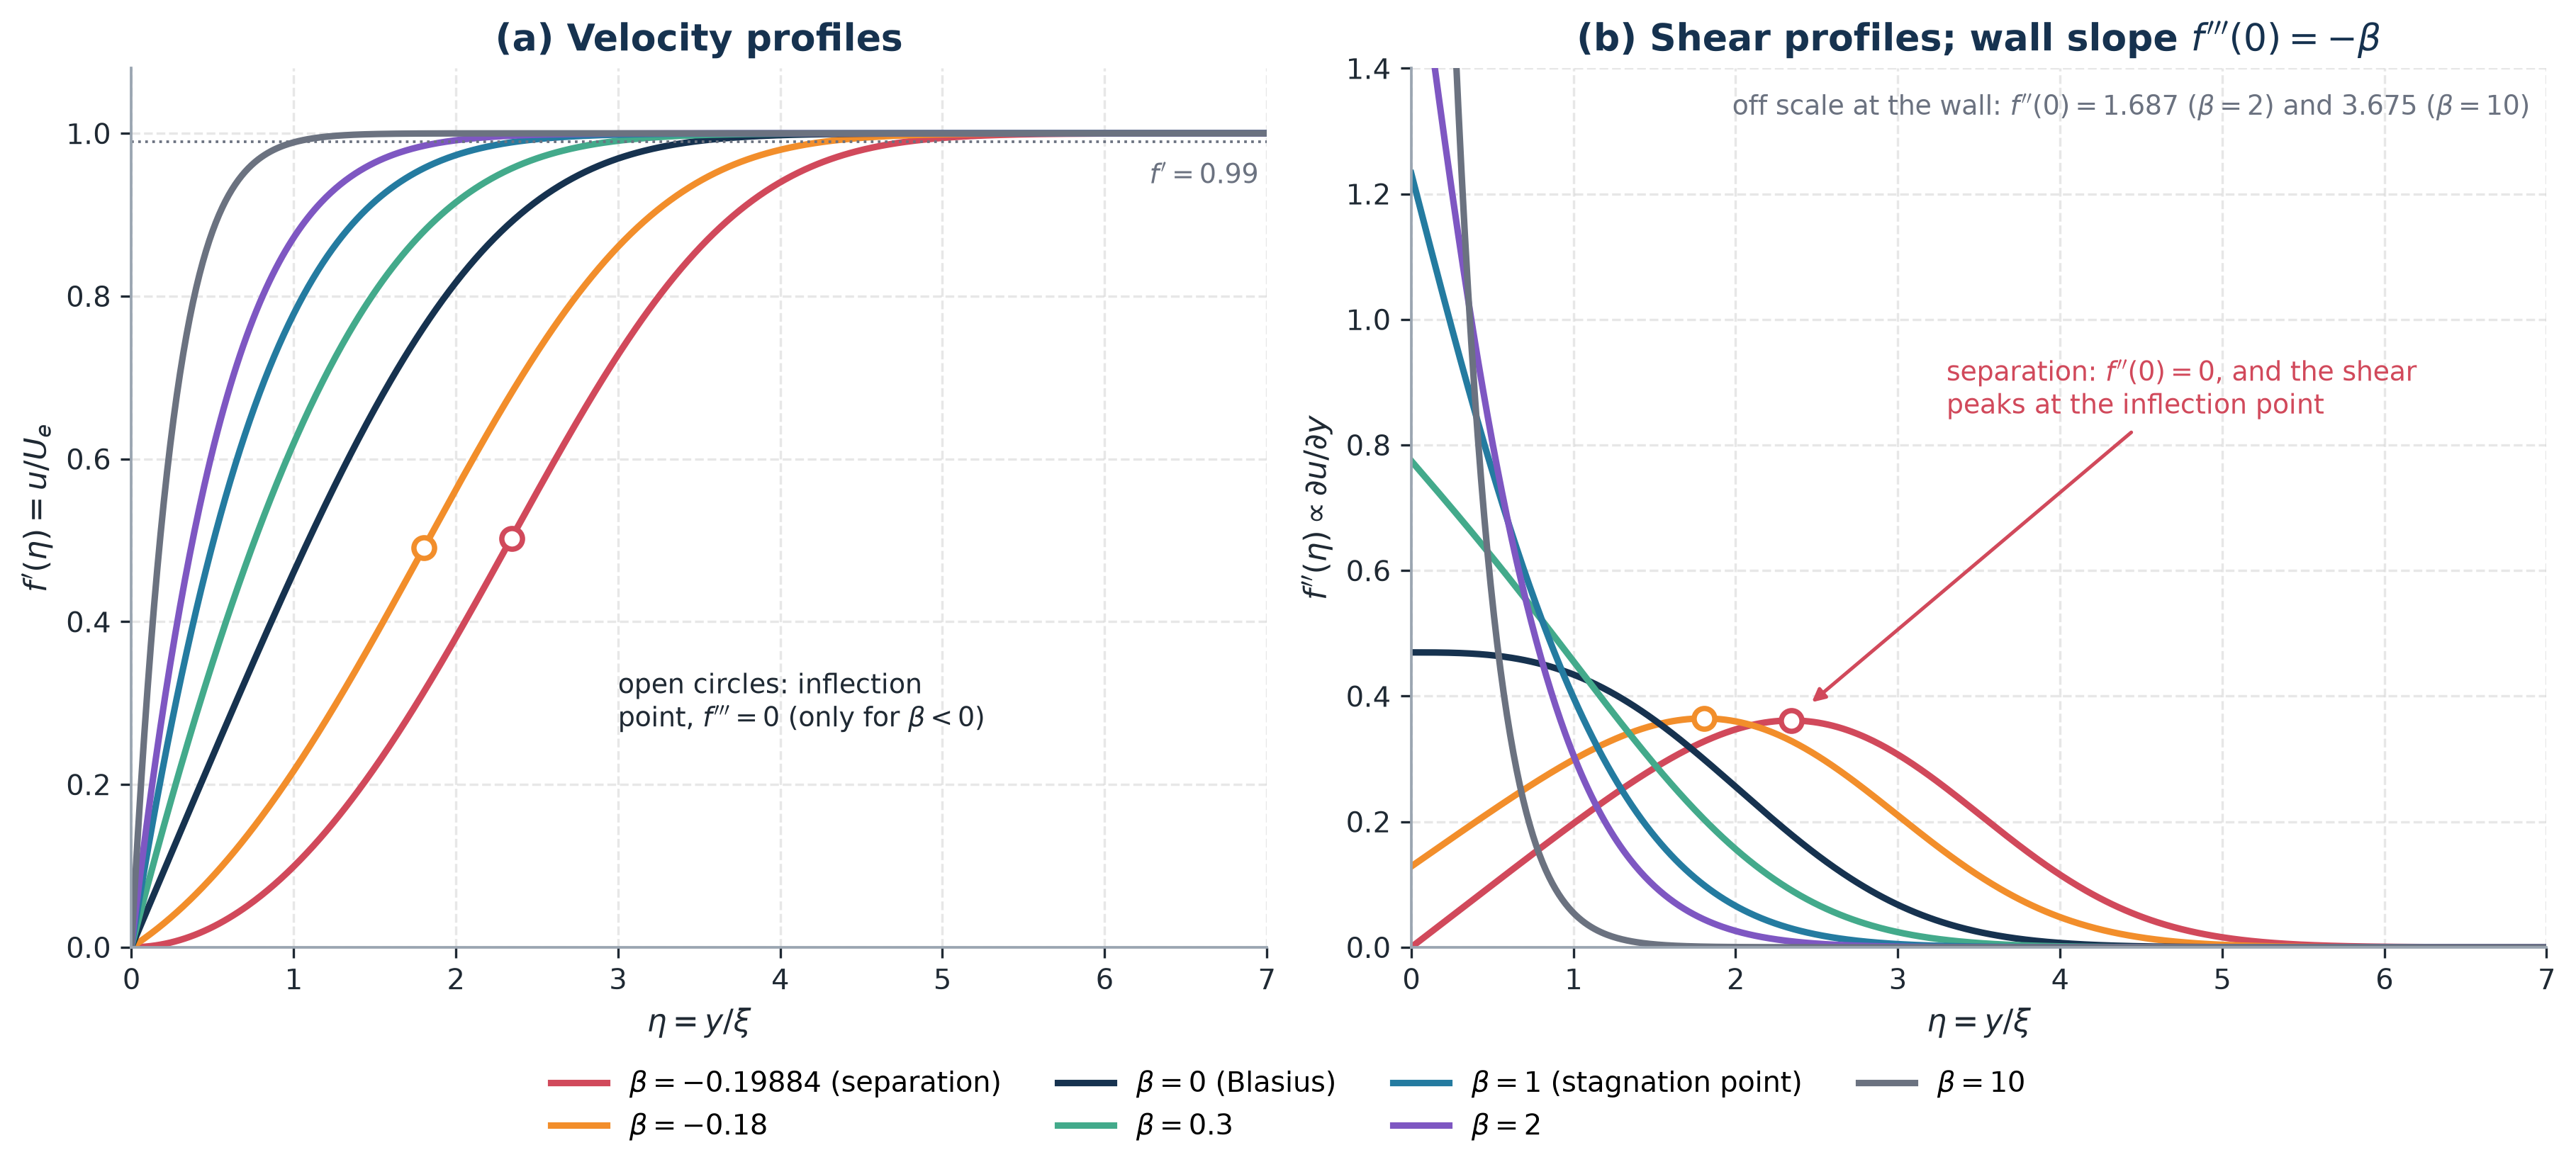 (a) Velocity profiles
f′(η) = u/Uₑ
1.0
0.8
0.6
0.4
0.2
0.0
f′ = 0.99
open circles: inflection
point, f‴ = 0 (only for β < 0)
0 1 2 3 4 5 6 7
η = y/ξ
(b) Shear profiles; wall slope f‴(0) = −β
f″(η) ∝ ∂u/∂y
1.4
1.2
1.0
0.8
0.6
0.4
0.2
0.0
off scale at the wall: f″(0) = 1.687 (β = 2) and 3.675 (β = 10)
separation: f″(0) = 0, and the shear
peaks at the inflection point
0 1 2 3 4 5 6 7
η = y/ξ
β = −0.19884 (separation)
β = −0.18
β = 0 (Blasius)
β = 0.3
β = 1 (stagnation point)
β = 2
β = 10